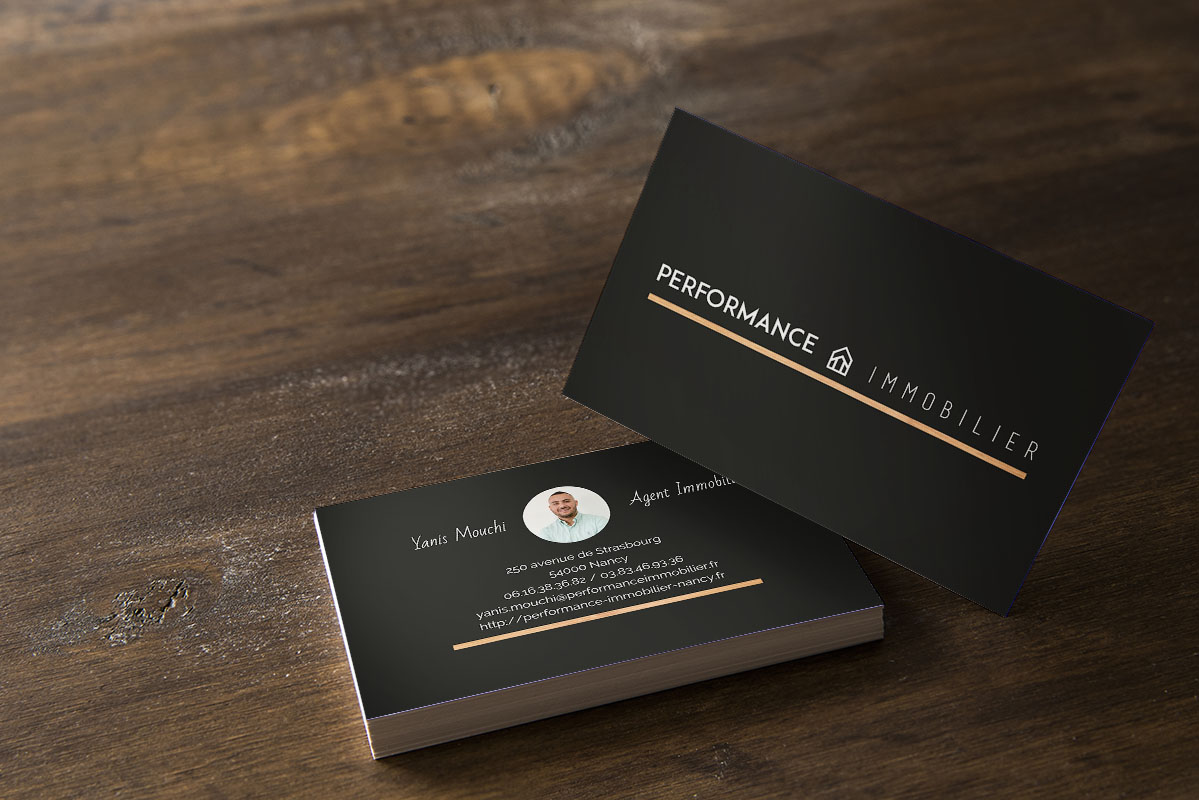 PERFORMANCE IMMOBILIER
Yanis Mouchi
Agent
250 avenue de Strasbourg
54000 Nancy
06.16.38.36.82 / 03.83.46.93.36
yanis.mouchi@performanceimmobilier.fr
http://performance-immobilier-nancy.fr